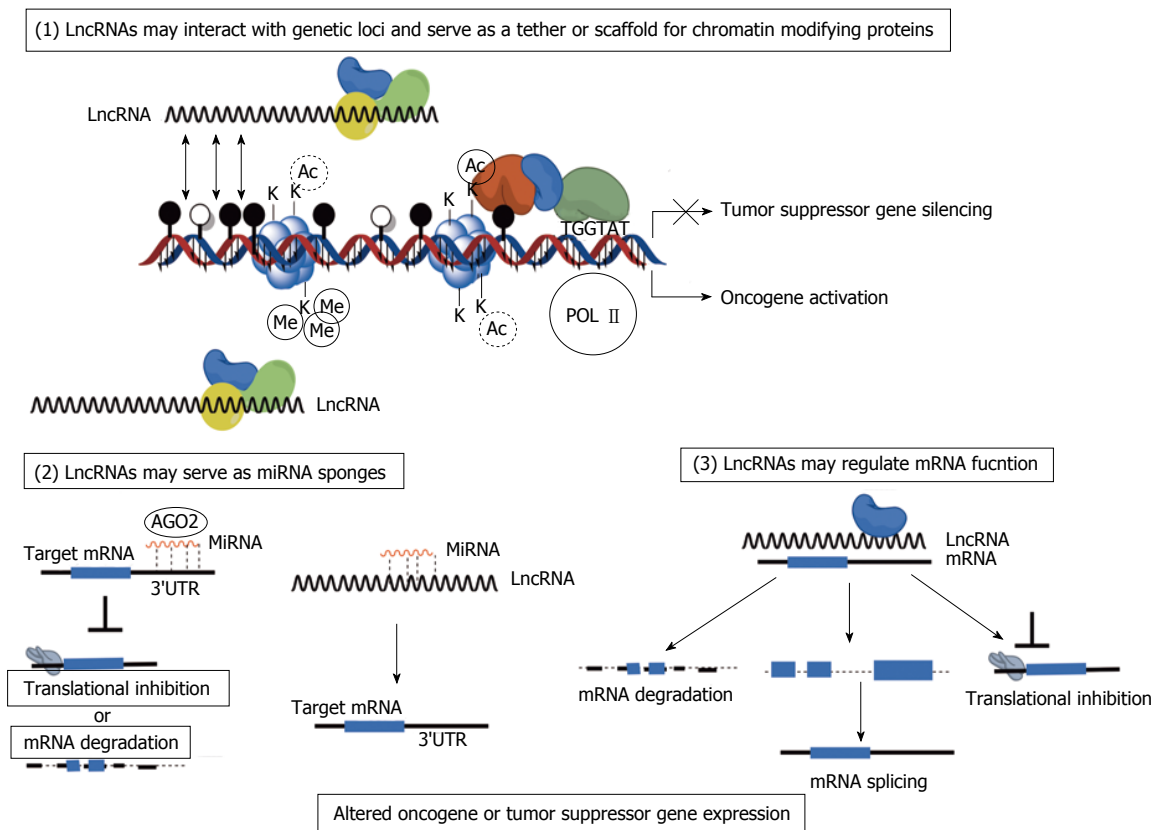 (1) LncRNAs may interact with genetic loci and serve as a tether or scaffold for chromatin modifying proteins
LncRNA
Ac
K
K
Ac
K
K
TGGTAT
Tumor suppressor gene silencing
K
Me
Me
Me
K
K
Ac
POL II
Oncogene activation
LncRNA
(2) LncRNAs may serve as miRNA sponges
AGO2
Target mRNA
MiRNA
3'UTR
Translational inhibition
or
mRNA degradation
MiRNA
LncRNA
Target mRNA
3'UTR
(3) LncRNAs may regulate mRNA fucntion
LncRNA
mRNA
mRNA degradation
mRNA splicing
Translational inhibition
Altered oncogene or tumor suppressor gene expression